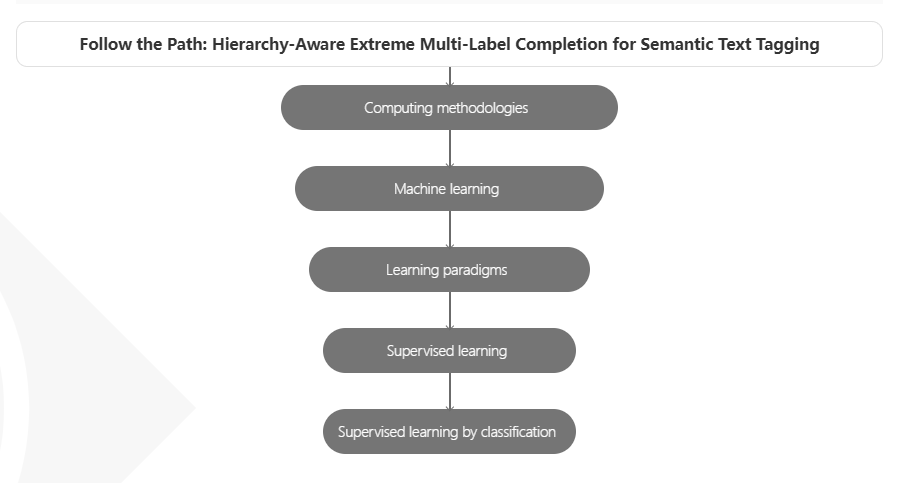 Follow the Path: Hierarchy-Aware Extreme Multi-Label Completion for Semantic Text Tagging
Computing methodologies
Machine learning
Learning paradigms
Supervised learning
Supervised learning by classification